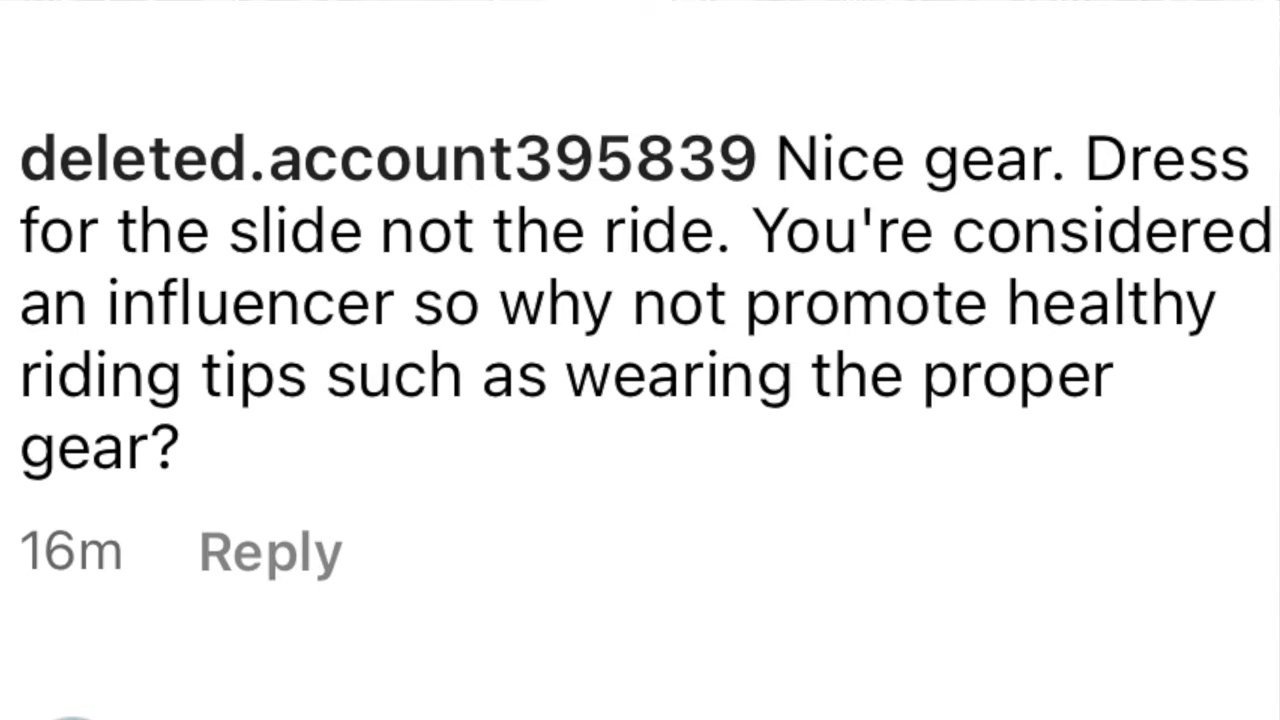 deleted.account395839 Nice gear. Dress
for the slide not the ride. You're considered
an influencer so why not promote healthy
riding tips such as wearing the proper
gear?
16m Reply